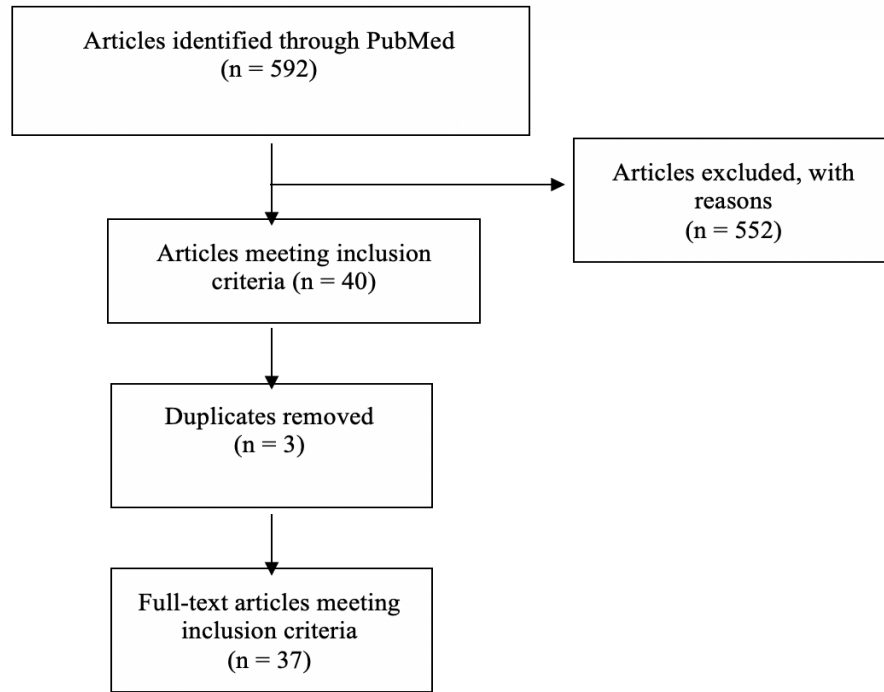 Articles identified through PubMed
(n = 592)
Articles excluded, with
reasons
(n = 552)
Articles meeting inclusion
criteria (n = 40)
Duplicates removed
(n = 3)
Full-text articles meeting
inclusion criteria
(n = 37)